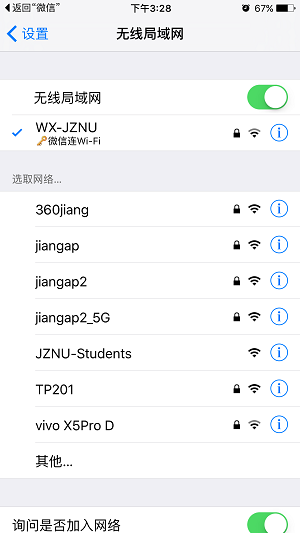 返回“微信”
下午3:28
67%
设置
无线局域网
无线局域网
WX-JZNU
🔑微信连Wi-Fi
选取网络...
360jiang
jiangap
jiangap2
jiangap2_5G
JZNU-Students
TP201
vivo X5Pro D
其他...
询问是否加入网络